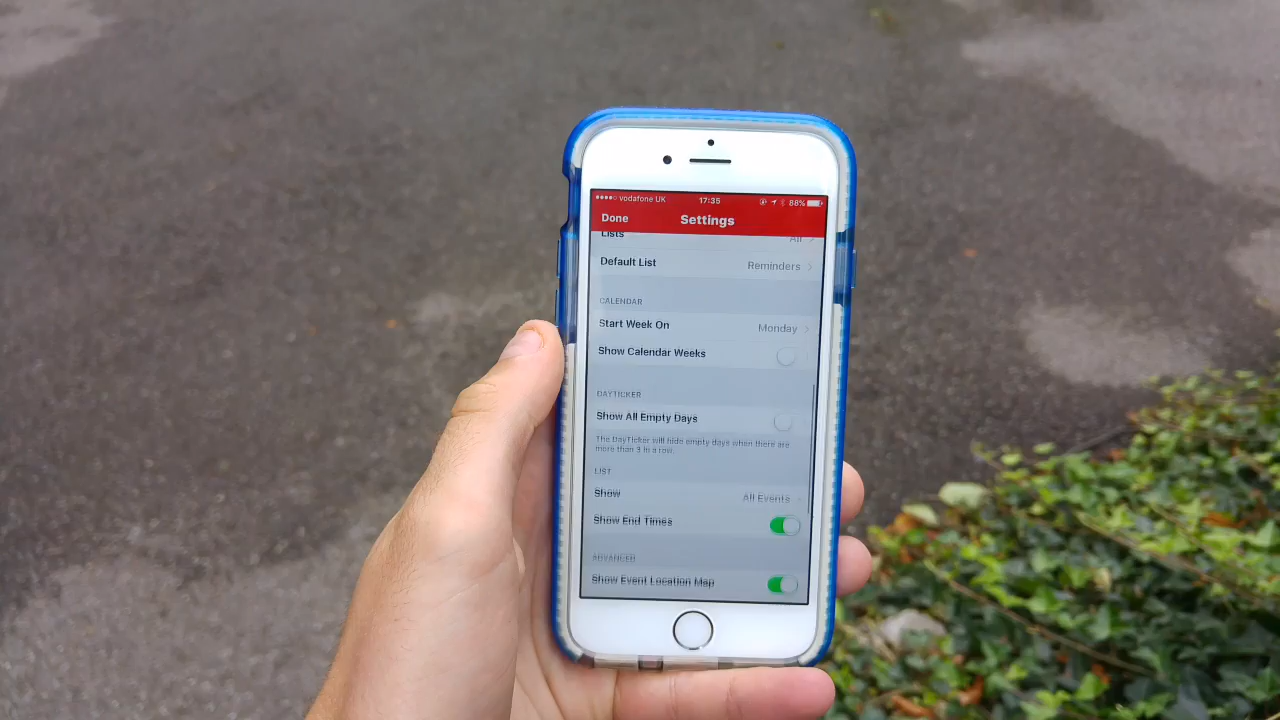 vodafone UK 17:35 88%
Done Settings
Lists All
Default List Reminders
CALENDAR
Start Week On Monday
Show Calendar Weeks
DAYTICKER
Show All Empty Days
The DayTicker will hide empty days when there are
more than 3 in a row.
LIST
Show All Events
Show End Times
ADVANCED
Show Event Location Map